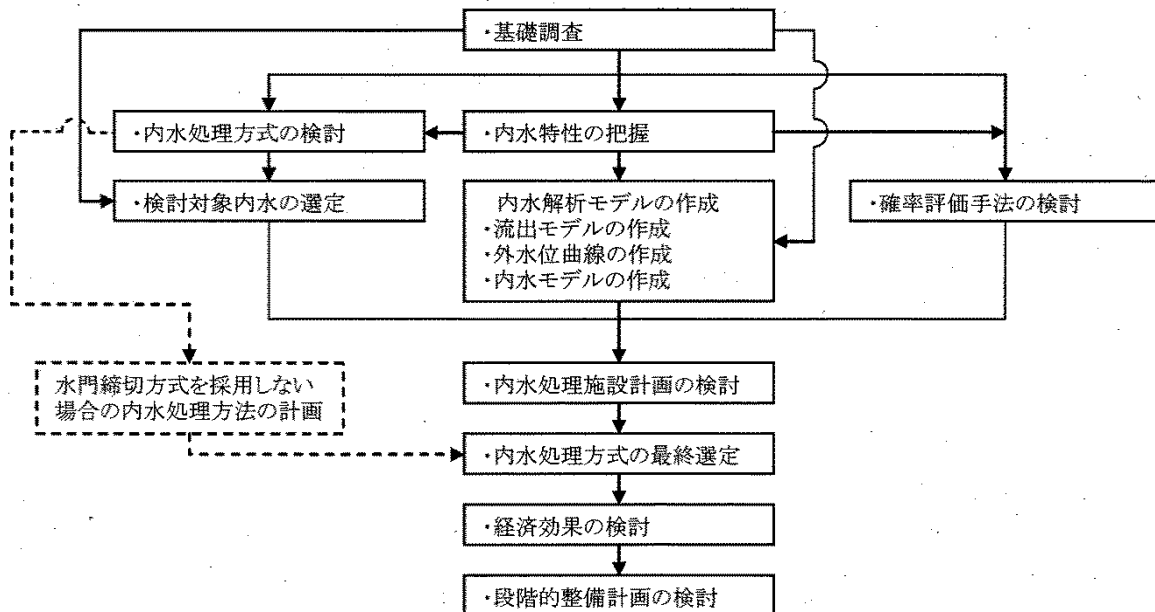 ・基礎調査
・内水処理方式の検討
・内水特性の把握
・検討対象内水の選定
内水解析モデルの作成
・流出モデルの作成
・外水位曲線の作成
・内水モデルの作成
・確率評価手法の検討
水門締切方式を採用しない
場合の内水処理方法の計画
・内水処理施設計画の検討
・内水処理方式の最終選定
・経済効果の検討
・段階的整備計画の検討